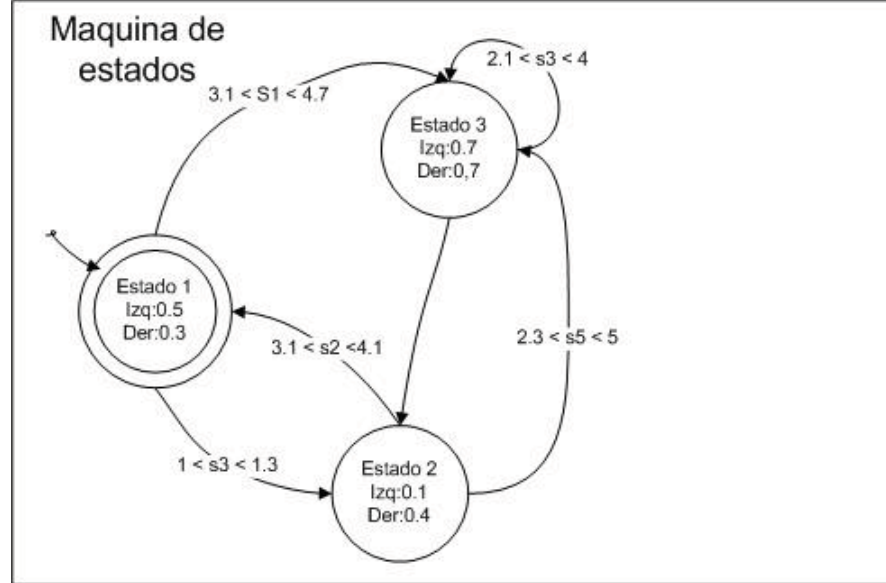 Maquina de
estados
2.1 < s3 < 4
3.1 < S1 < 4.7
Estado 3
Izq:0.7
Der:0,7
Estado 1
Izq:0.5
Der:0.3
3.1 < s2 <4.1
2.3 < s5 < 5
1 < s3 < 1.3
Estado 2
Izq:0.1
Der:0.4